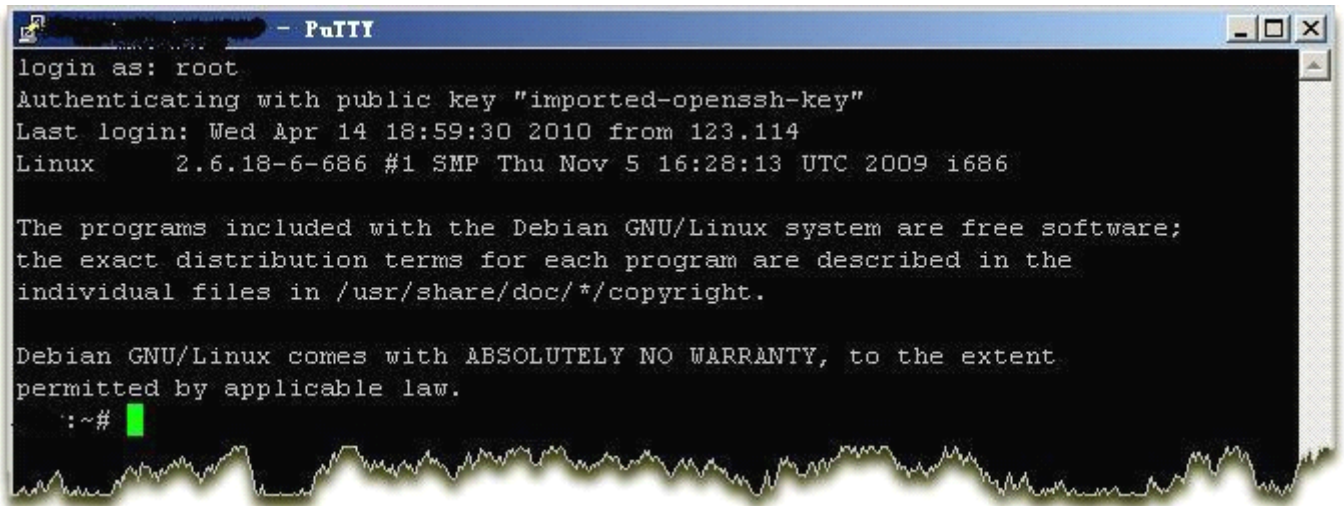 - PuTTY
login as: root
Authenticating with public key "imported-openssh-key"
Last login: Wed Apr 14 18:59:30 2010 from 123.114
Linux 2.6.18-6-686 #1 SMP Thu Nov 5 16:28:13 UTC 2009 i686
The programs included with the Debian GNU/Linux system are free software;
the exact distribution terms for each program are described in the
individual files in /usr/share/doc/*/copyright.
Debian GNU/Linux comes with ABSOLUTELY NO WARRANTY, to the extent
permitted by applicable law.
:~#